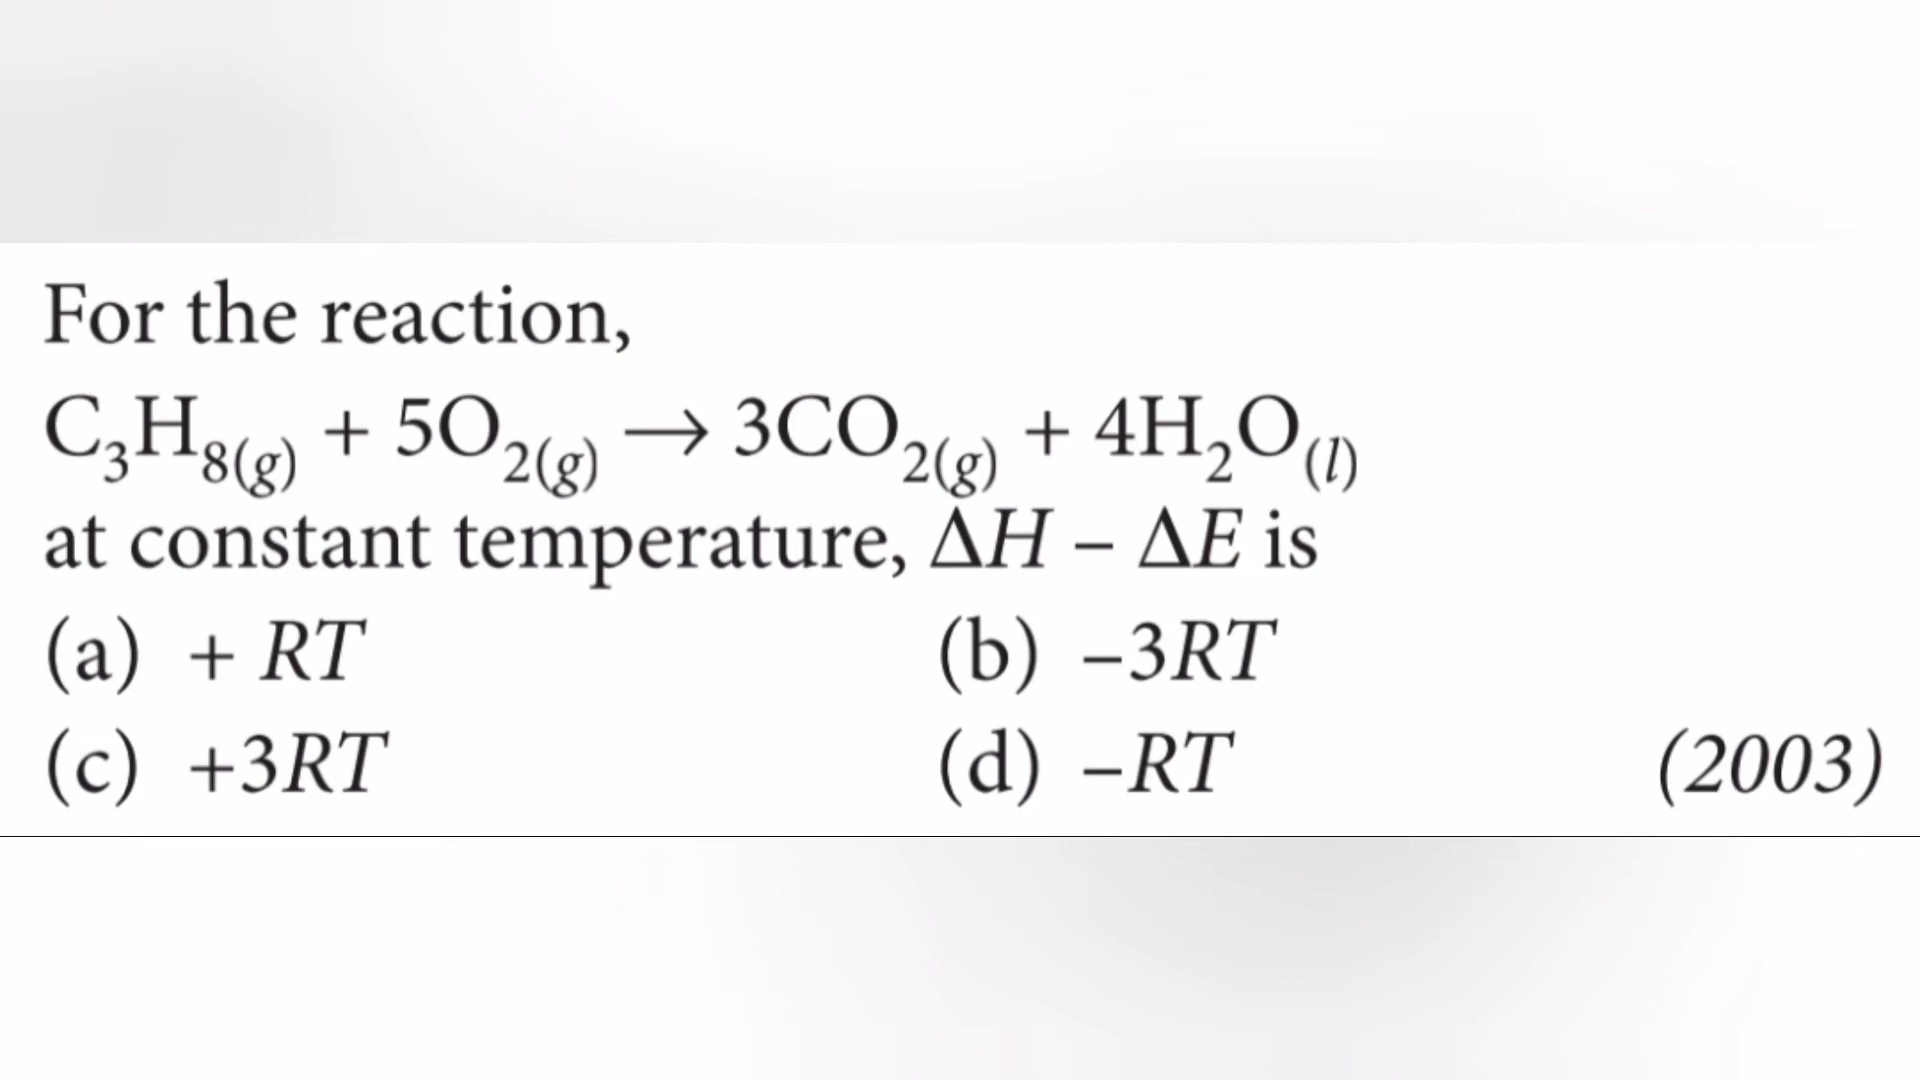 For the reaction,
C₃H₈(g) + 5O₂(g) → 3CO₂(g) + 4H₂O(l)
at constant temperature, ΔH – ΔE is
(a) + RT (b) –3RT
(c) +3RT (d) –RT (2003)